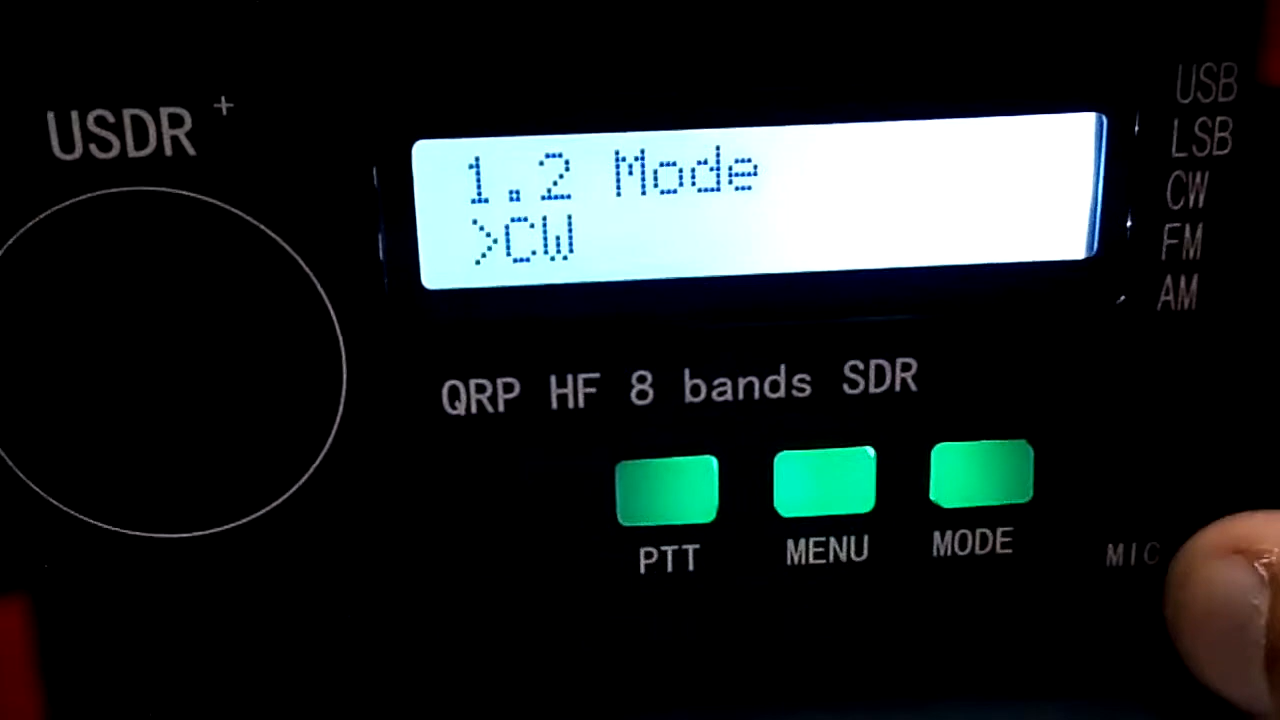 USDR+
1.2 Mode
>CW
USB
LSB
CW
FM
AM
QRP HF 8 bands SDR
PTT
MENU
MODE
MIC